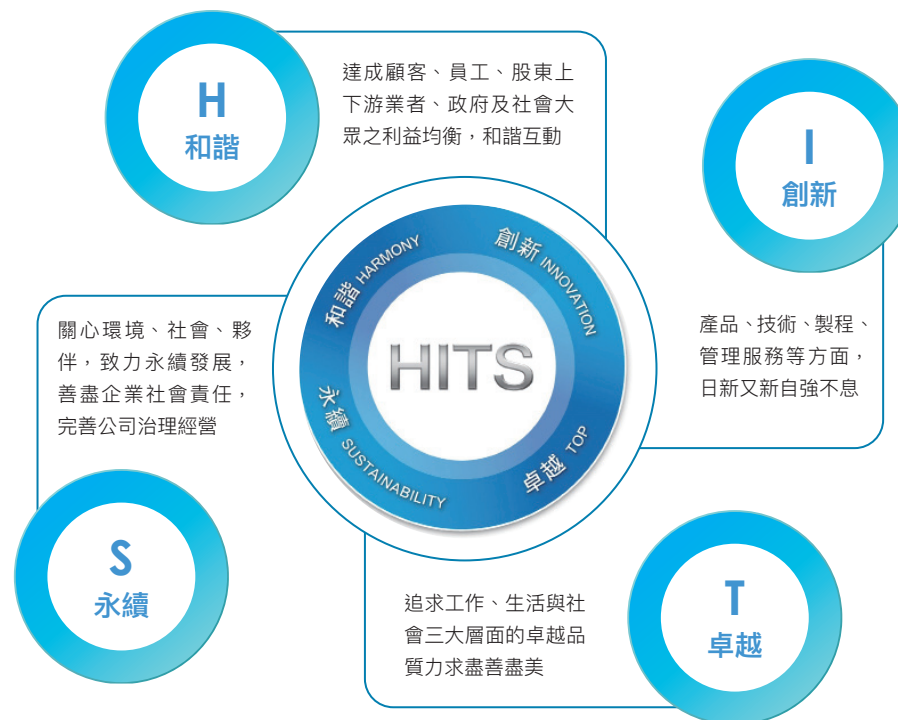 H
和諧
達成顧客、員工、股東上
下游業者、政府及社會大
眾之利益均衡，和諧互動
I
創新
產品、技術、製程、
管理服務等方面，
日新又新自強不息
和諧 HARMONY
創新 INNOVATION
HITS
永續 SUSTAINABILITY
卓越 TOP
關心環境、社會、夥
伴，致力永續發展，
善盡企業社會責任，
完善公司治理經營
S
永續
追求工作、生活與社
會三大層面的卓越品
質力求盡善盡美
T
卓越